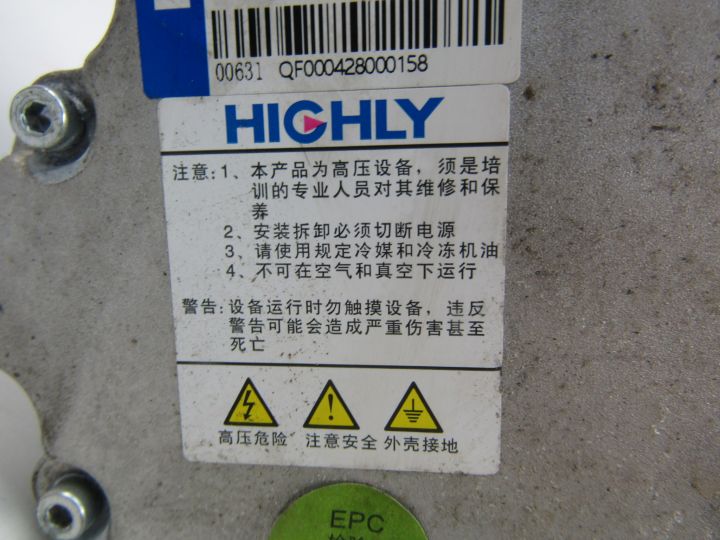 00631 QF000428000158
HIGHLY
注意:1、本产品为高压设备，须是培
训的专业人员对其维修和保
养
2、安装拆卸必须切断电源
3、请使用规定冷媒和冷冻机油
4、不可在空气和真空下运行
警告:设备运行时勿触摸设备，违反
警告可能会造成严重伤害甚至
死亡
高压危险 注意安全 外壳接地
EPC